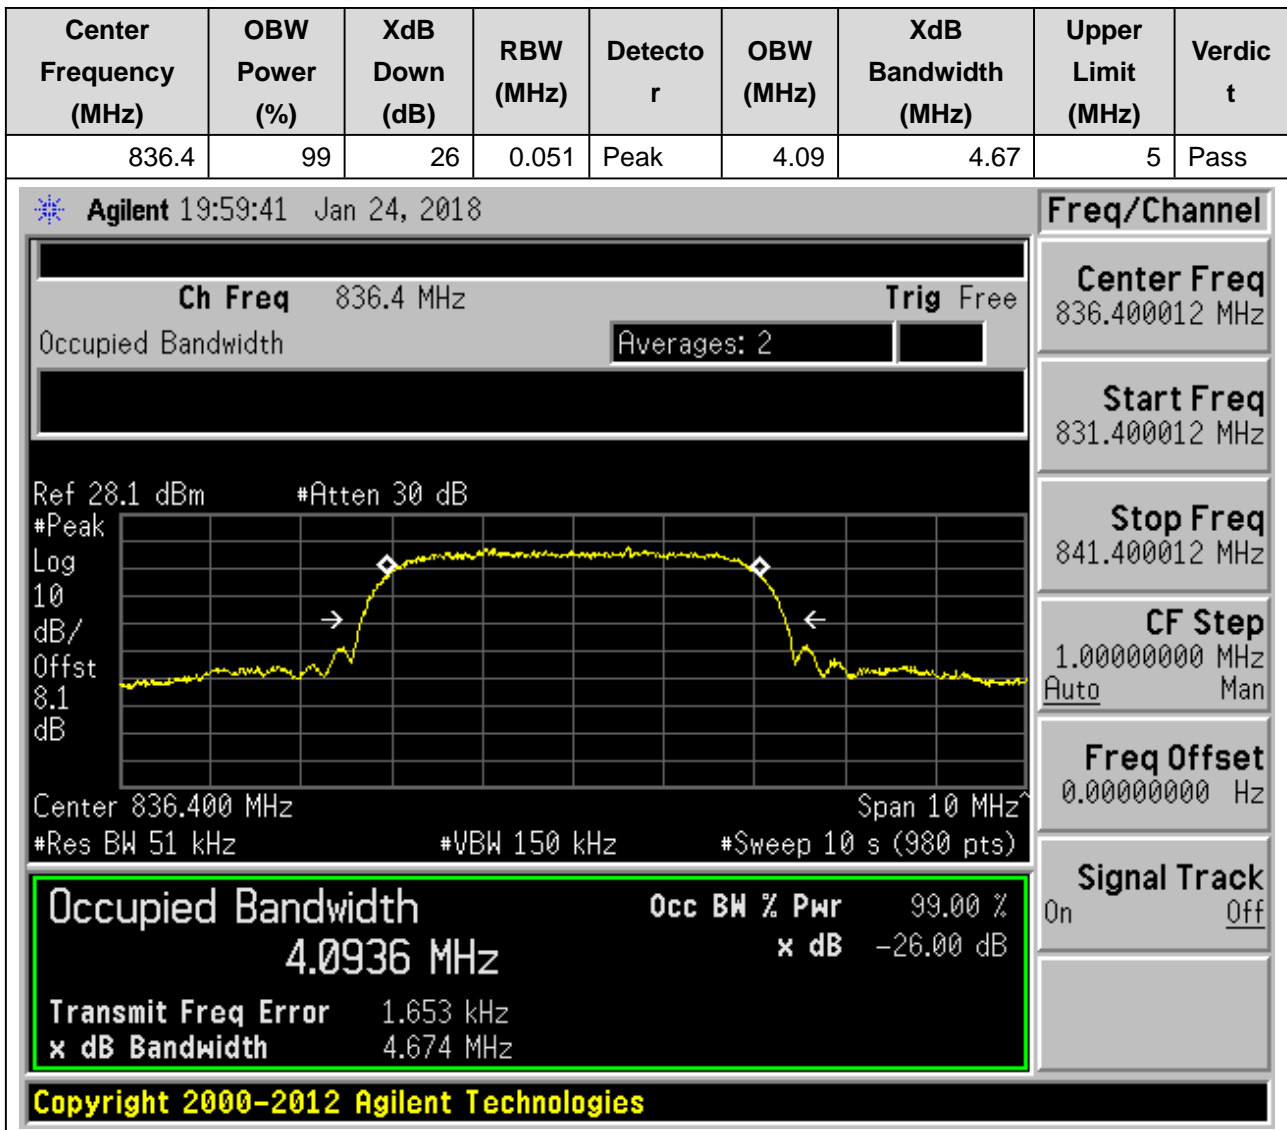 Center Frequency (MHz) OBW Power (%) XdB Down (dB) RBW (MHz) Detecto r OBW (MHz) XdB Bandwidth (MHz) Upper Limit (MHz) Verdic t
836.4 99 26 0.051 Peak 4.09 4.67 5 Pass
Agilent 19:59:41 Jan 24, 2018
Freq/Channel
Ch Freq 836.4 MHz Trig Free
Occupied Bandwidth Averages: 2
Center Freq
836.400012 MHz
Start Freq
831.400012 MHz
Stop Freq
841.400012 MHz
CF Step
1.00000000 MHz
Auto Man
Freq Offset
0.00000000 Hz
Signal Track
On Off
Ref 28.1 dBm #Atten 30 dB
#Peak
Log
10
dB/
Offst
8.1
dB
Center 836.400 MHz Span 10 MHz^
#Res BW 51 kHz #VBW 150 kHz #Sweep 10 s (980 pts)
Occupied Bandwidth Occ BW % Pwr 99.00 %
4.0936 MHz x dB -26.00 dB
Transmit Freq Error 1.653 kHz
x dB Bandwidth 4.674 MHz
Copyright 2000-2012 Agilent Technologies